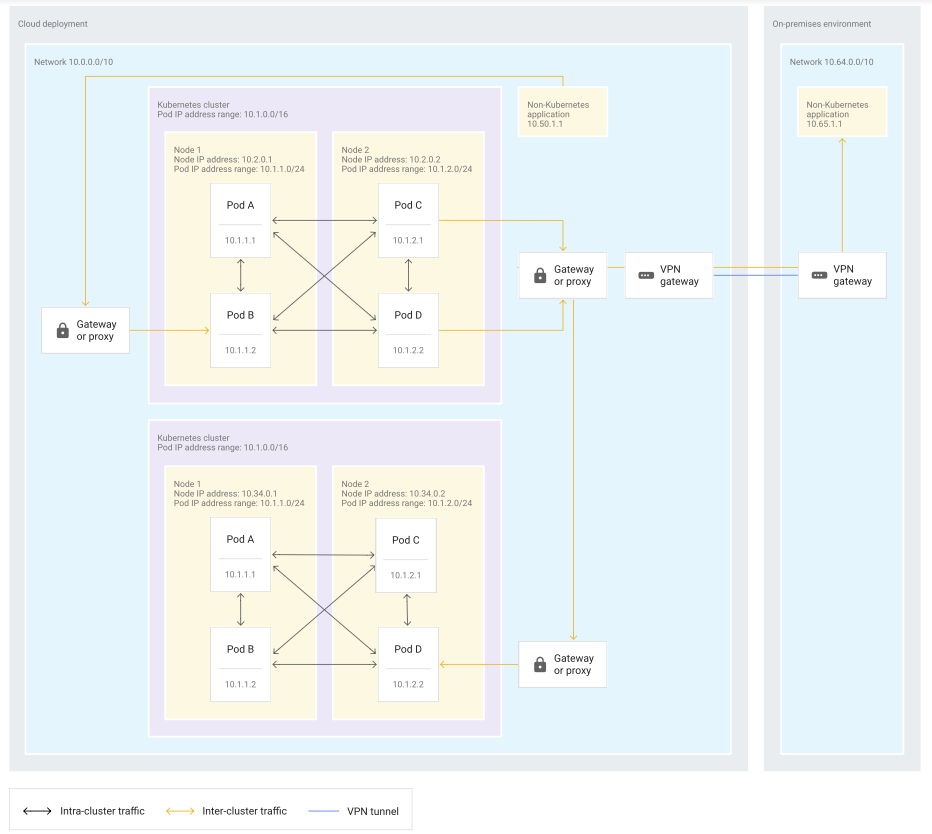 Cloud deployment
On-premises environment
Network 10.0.0.0/10
Network 10.64.0.0/10
Kubernetes cluster
Pod IP address range: 10.1.0.0/16
Non-Kubernetes
application
10.50.1.1
Non-Kubernetes
application
10.65.1.1
Node 1
Node IP address: 10.2.0.1
Pod IP address range: 10.1.1.0/24
Node 2
Node IP address: 10.2.0.2
Pod IP address range: 10.1.2.0/24
Pod A
10.1.1.1
Pod C
10.1.2.1
Gateway
or proxy
VPN
gateway
VPN
gateway
Gateway
or proxy
Pod B
10.1.1.2
Pod D
10.1.2.2
Kubernetes cluster
Pod IP address range: 10.1.0.0/16
Node 1
Node IP address: 10.34.0.1
Pod IP address range: 10.1.1.0/24
Node 2
Node IP address: 10.34.0.2
Pod IP address range: 10.1.2.0/24
Pod A
10.1.1.1
Pod C
10.1.2.1
Pod B
10.1.1.2
Pod D
10.1.2.2
Gateway
or proxy
Intra-cluster traffic
Inter-cluster traffic
VPN tunnel